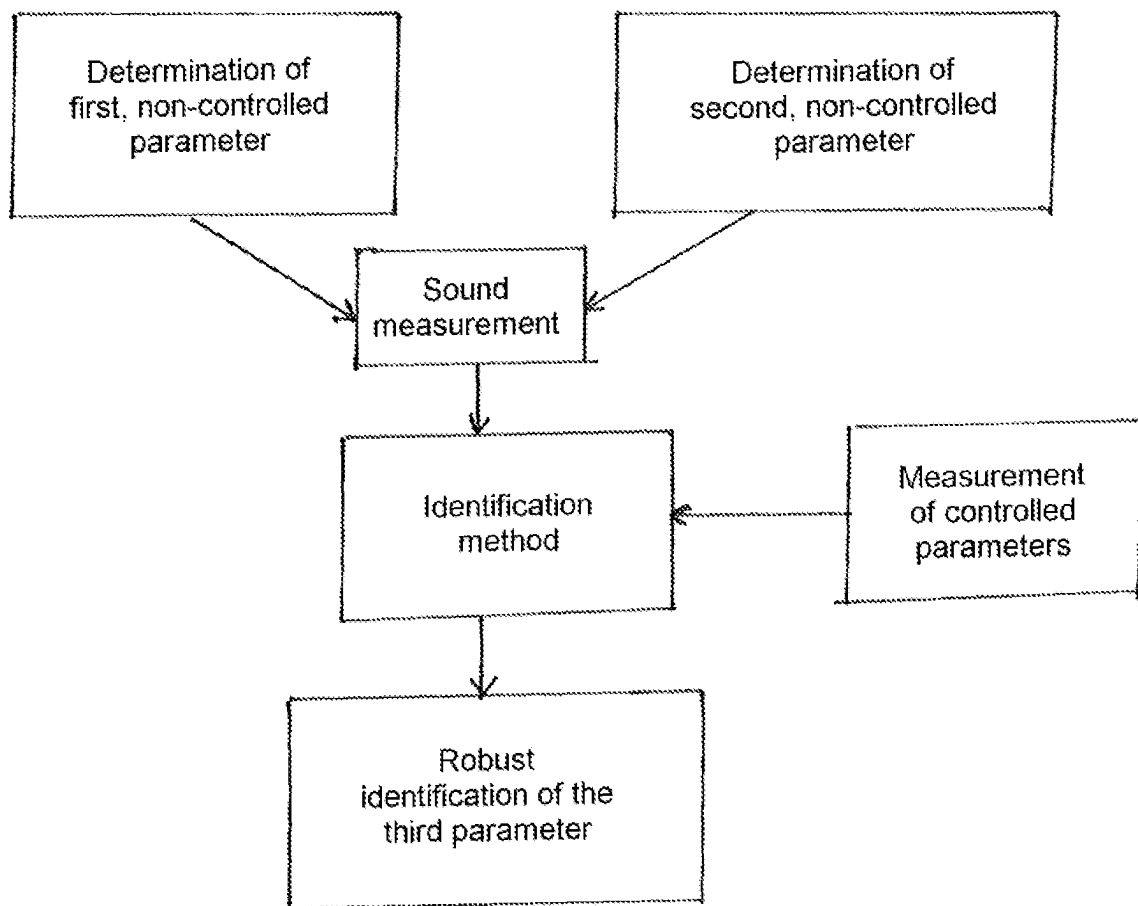 Determination of
first, non-controlled
parameter
Determination of
second, non-controlled
parameter
Sound
measurement
Identification
method
Measurement
of controlled
parameters
Robust
identification of the
third parameter